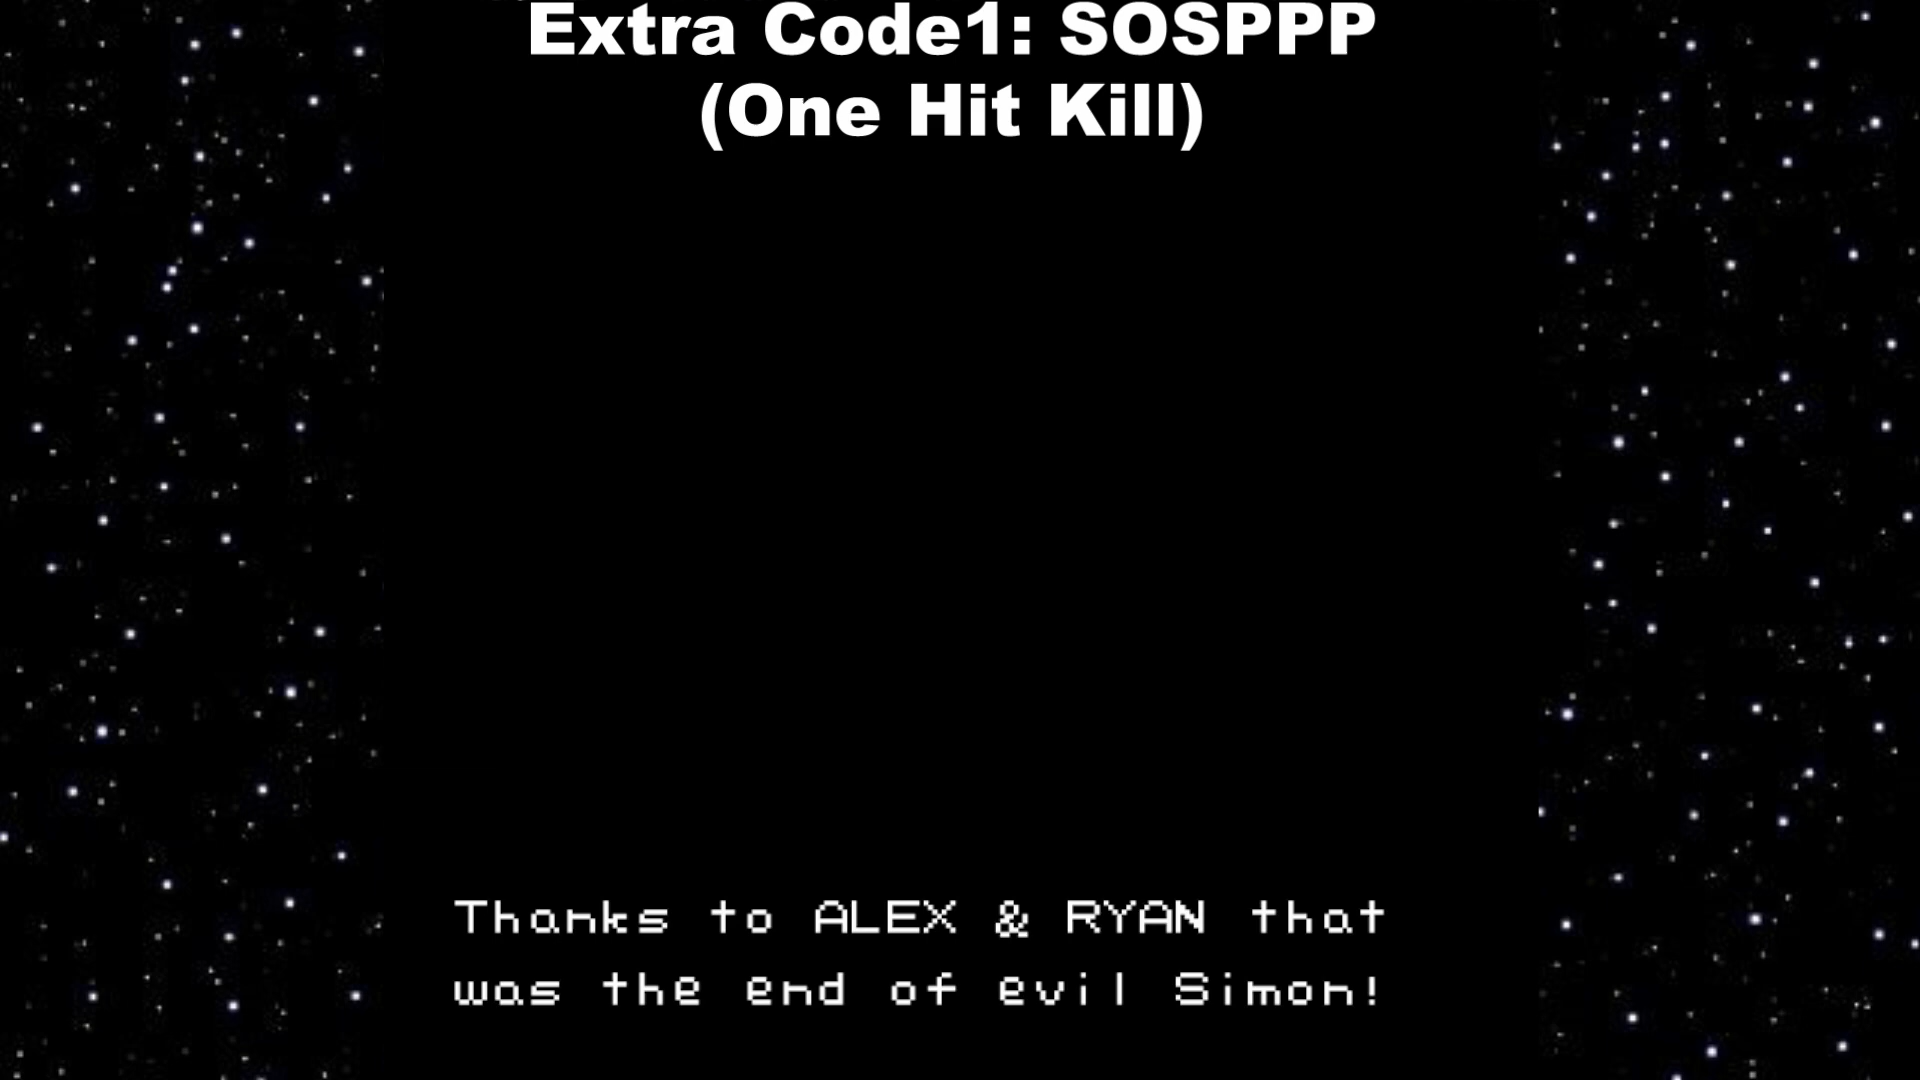 Extra Code1: SOSPPP
(One Hit Kill)
Thanks to ALEX & RYAN that
was the end of evil Simon!